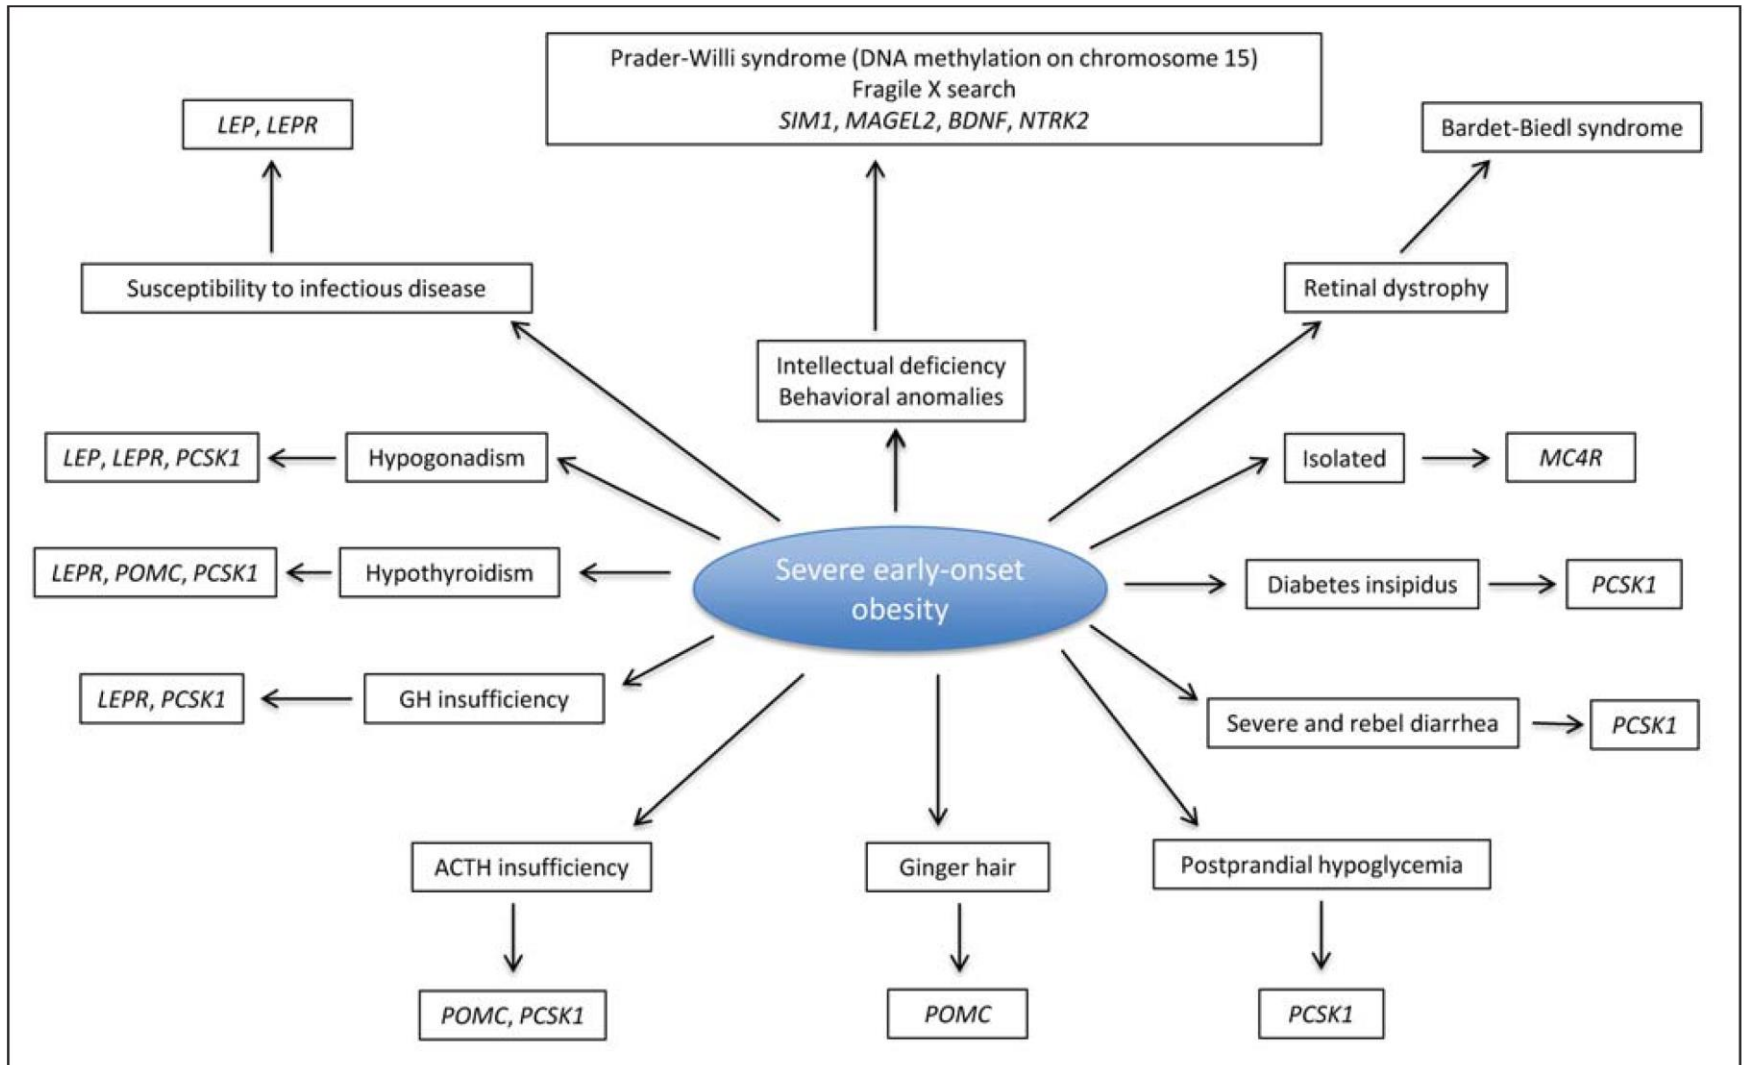 Prader-Willi syndrome (DNA methylation on chromosome 15)
Fragile X search
SIM1, MAGEL2, BDNF, NTRK2
LEP, LEPR
Bardet-Biedl syndrome
Susceptibility to infectious disease
Retinal dystrophy
Intellectual deficiency
Behavioral anomalies
LEP, LEPR, PCSK1
Hypogonadism
Isolated
MC4R
LEPR, POMC, PCSK1
Hypothyroidism
Severe early-onset
obesity
Diabetes insipidus
PCSK1
LEPR, PCSK1
GH insufficiency
Severe and rebel diarrhea
PCSK1
ACTH insufficiency
Ginger hair
Postprandial hypoglycemia
POMC, PCSK1
POMC
PCSK1